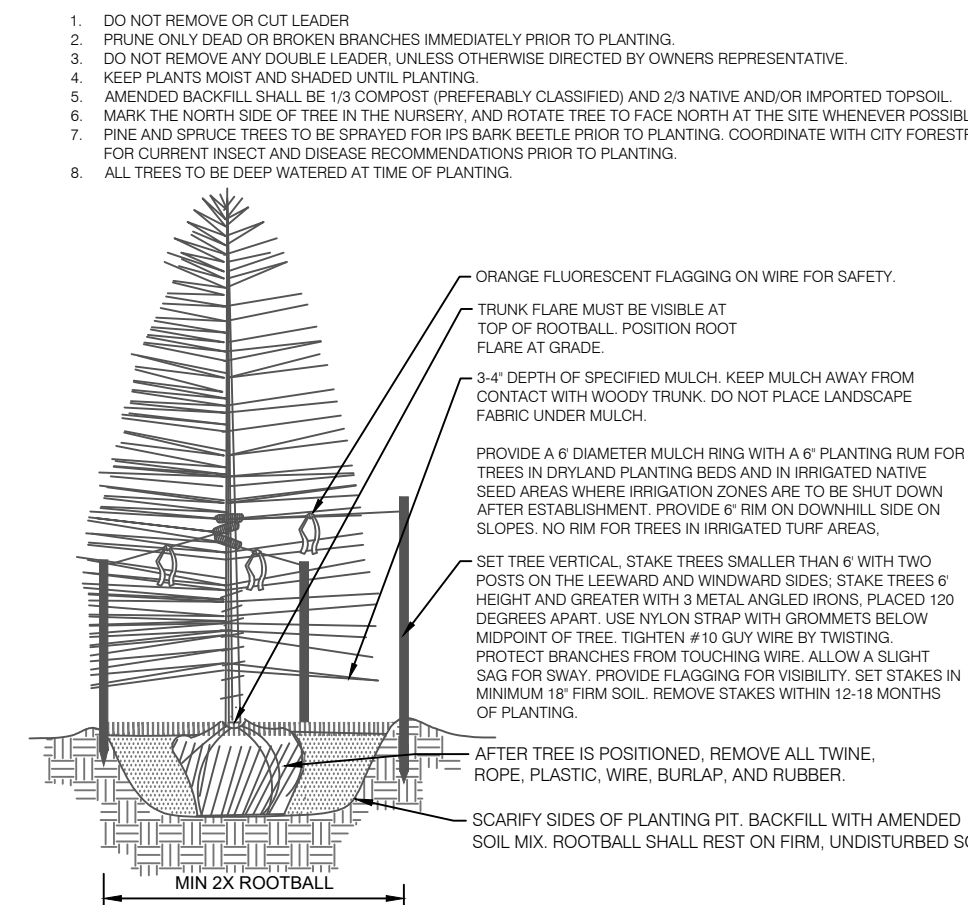 1. DO NOT REMOVE OR CUT LEADER
2. PRUNE ONLY DEAD OR BROKEN BRANCHES IMMEDIATELY PRIOR TO PLANTING.
3. DO NOT REMOVE ANY DOUBLE LEADER, UNLESS OTHERWISE DIRECTED BY OWNERS REPRESENTATIVE.
4. KEEP PLANTS MOIST AND SHADED UNTIL PLANTING.
5. AMENDED BACKFILL SHALL BE 1/3 COMPOST (PREFERABLY CLASSIFIED) AND 2/3 NATIVE AND/OR IMPORTED TOPSOIL.
6. MARK THE NORTH SIDE OF TREE IN THE NURSERY, AND ROTATE TREE TO FACE NORTH AT THE SITE WHENEVER
7. PINE AND SPRUCE TREES TO BE SPRAYED FOR IPS BARK BEETLE PRIOR TO PLANTING. COORDINATE WITH CITY
FOR CURRENT INSECT AND DISEASE RECOMMENDATIONS PRIOR TO PLANTING.
8. ALL TREES TO BE DEEP WATERED AT TIME OF PLANTING.
ORANGE FLUORESCENT FLAGGING ON WIRE FOR SAFETY.
TRUNK FLARE MUST BE VISIBLE AT
TOP OF ROOTBALL. POSITION ROOT
FLARE AT GRADE.
3-4" DEPTH OF SPECIFIED MULCH. KEEP MULCH AWAY FROM
CONTACT WITH WOODY TRUNK. DO NOT PLACE LANDSCAPE
FABRIC UNDER MULCH.
PROVIDE A 6' DIAMETER MULCH RING WITH A 6" PLANTING RUM FOR
TREES IN DRYLAND PLANTING BEDS AND IN IRRIGATED NATIVE
SEED AREAS WHERE IRRIGATION ZONES ARE TO BE SHUT DOWN
AFTER ESTABLISHMENT. PROVIDE 6" RIM ON DOWNHILL SIDE ON
SLOPES. NO RIM FOR TREES IN IRRIGATED TURF AREAS,
SET TREE VERTICAL, STAKE TREES SMALLER THAN 6' WITH TWO
POSTS ON THE LEEWARD AND WINDWARD SIDES; STAKE TREES 6'
HEIGHT AND GREATER WITH 3 METAL ANGLED IRONS, PLACED 120
DEGREES APART. USE NYLON STRAP WITH GROMMETS BELOW
MIDPOINT OF TREE. TIGHTEN #10 GUY WIRE BY TWISTING.
PROTECT BRANCHES FROM TOUCHING WIRE. ALLOW A SLIGHT
SAG FOR SWAY. PROVIDE FLAGGING FOR VISIBILITY. SET STAKES IN
MINIMUM 18" FIRM SOIL. REMOVE STAKES WITHIN 12-18 MONTHS
OF PLANTING.
AFTER TREE IS POSITIONED, REMOVE ALL TWINE,
ROPE, PLASTIC, WIRE, BURLAP, AND RUBBER.
SCARIFY SIDES OF PLANTING PIT. BACKFILL WITH AMENDED
SOIL MIX. ROOTBALL SHALL REST ON FIRM, UNDISTURBED
MIN 2X ROOTBALL